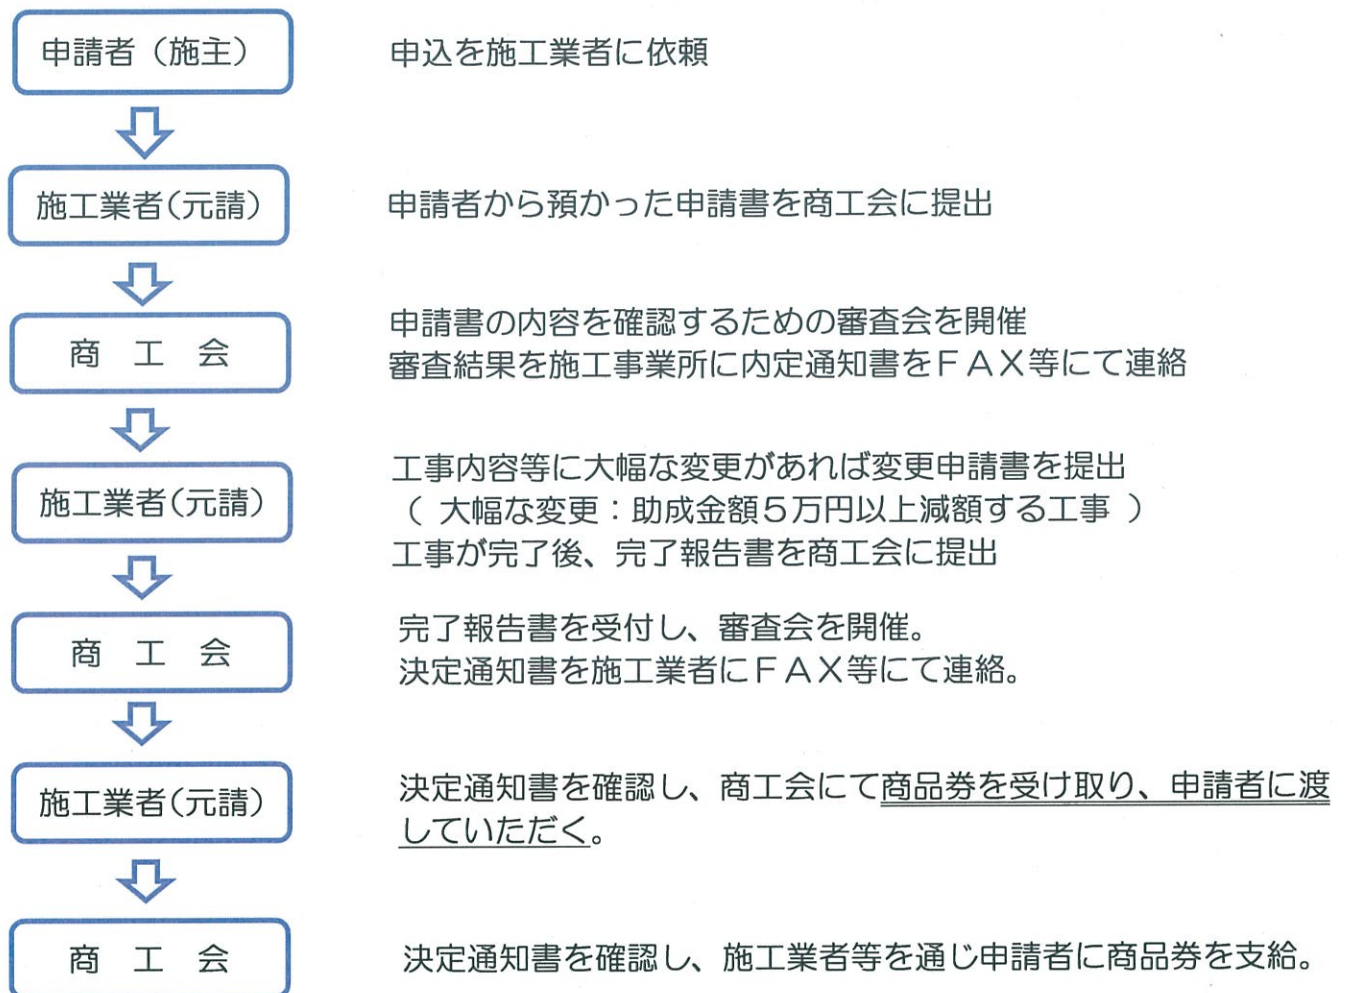 申請者（施主）
申込を施工業者に依頼
施工業者(元請)
申請者から預かった申請書を商工会に提出
商　工　会
申請書の内容を確認するための審査会を開催
審査結果を施工事業所に内定通知書をＦＡＸ等にて連絡
施工業者(元請)
工事内容等に大幅な変更があれば変更申請書を提出
（ 大幅な変更：助成金額５万円以上減額する工事 ）
工事が完了後、完了報告書を商工会に提出
商　工　会
完了報告書を受付し、審査会を開催。
決定通知書を施工業者にＦＡＸ等にて連絡。
施工業者(元請)
決定通知書を確認し、商工会にて商品券を受け取り、申請者に渡
していただく。
商　工　会
決定通知書を確認し、施工業者等を通じ申請者に商品券を支給。